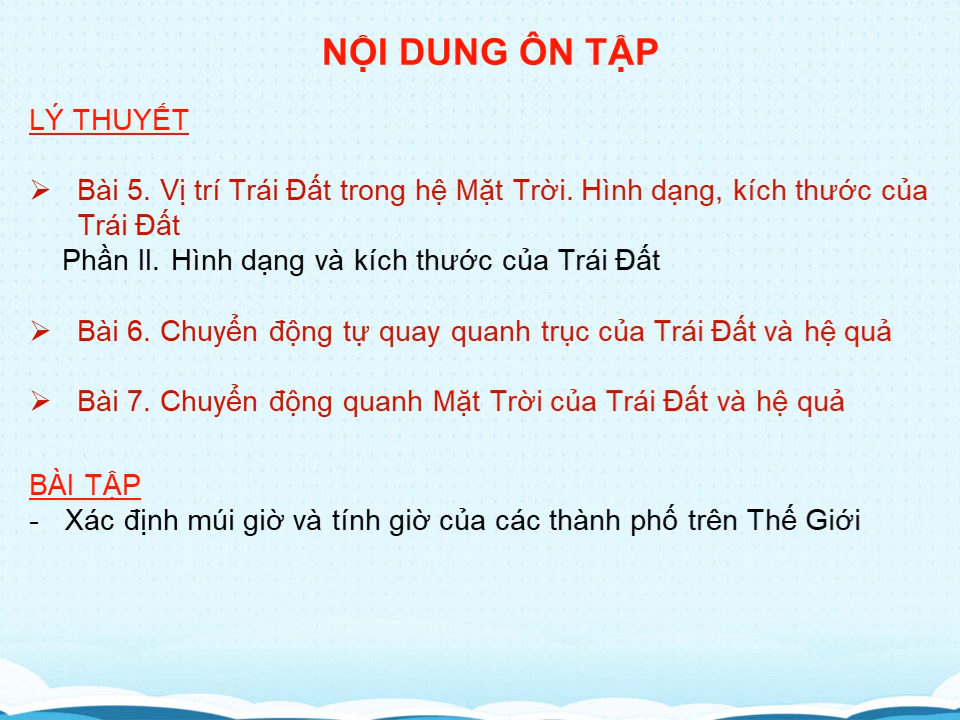 NỘI DUNG ÔN TẬP
LÝ THUYẾT
➢ Bài 5. Vị trí Trái Đất trong hệ Mặt Trời. Hình dạng, kích thước của
Trái Đất
Phần II. Hình dạng và kích thước của Trái Đất
➢ Bài 6. Chuyển động tự quay quanh trục của Trái Đất và hệ quả
➢ Bài 7. Chuyển động quanh Mặt Trời của Trái Đất và hệ quả
BÀI TẬP
- Xác định múi giờ và tính giờ của các thành phố trên Thế Giới